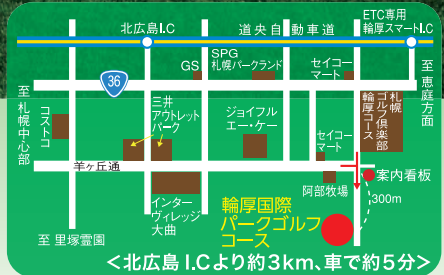 北広島I.C
道央自動車道
ETC専用
輪厚スマートI.C
SPG
札幌パークランド
GS
セイコー
マート
36
至恵庭方面
至札幌中心部
コストコ
三井
アウトレット
パーク
ジョイフル
エー・ケー
セイコー
マート
札幌
ゴルフ倶楽部
輪厚コース
羊ヶ丘通
案内看板
阿部牧場
300m
インター
ヴィレッジ
大曲
輪厚国際
パークゴルフ
コース
至 里塚霊園
<北広島I.Cより約3km、車で約5分>